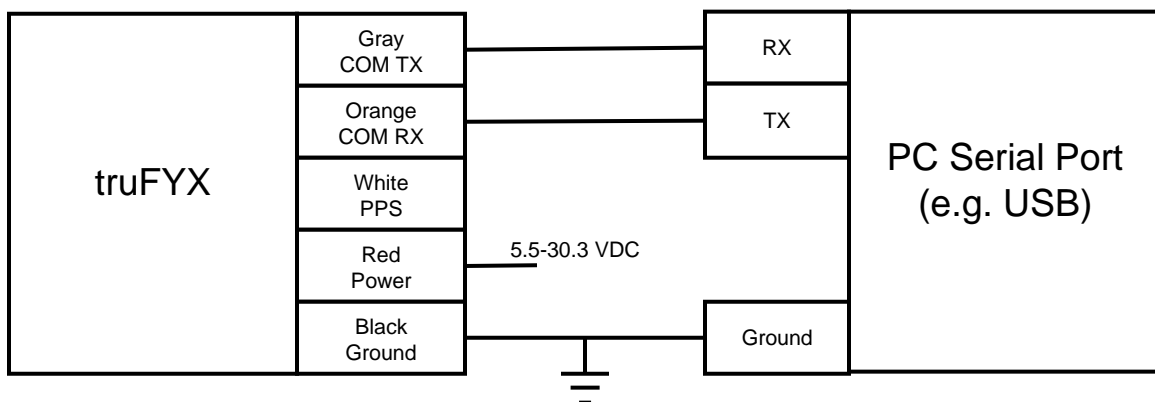 truFYX
Gray
COM TX
Orange
COM RX
White
PPS
Red
Power
Black
Ground
5.5-30.3 VDC
RX
TX
Ground
PC Serial Port
(e.g. USB)